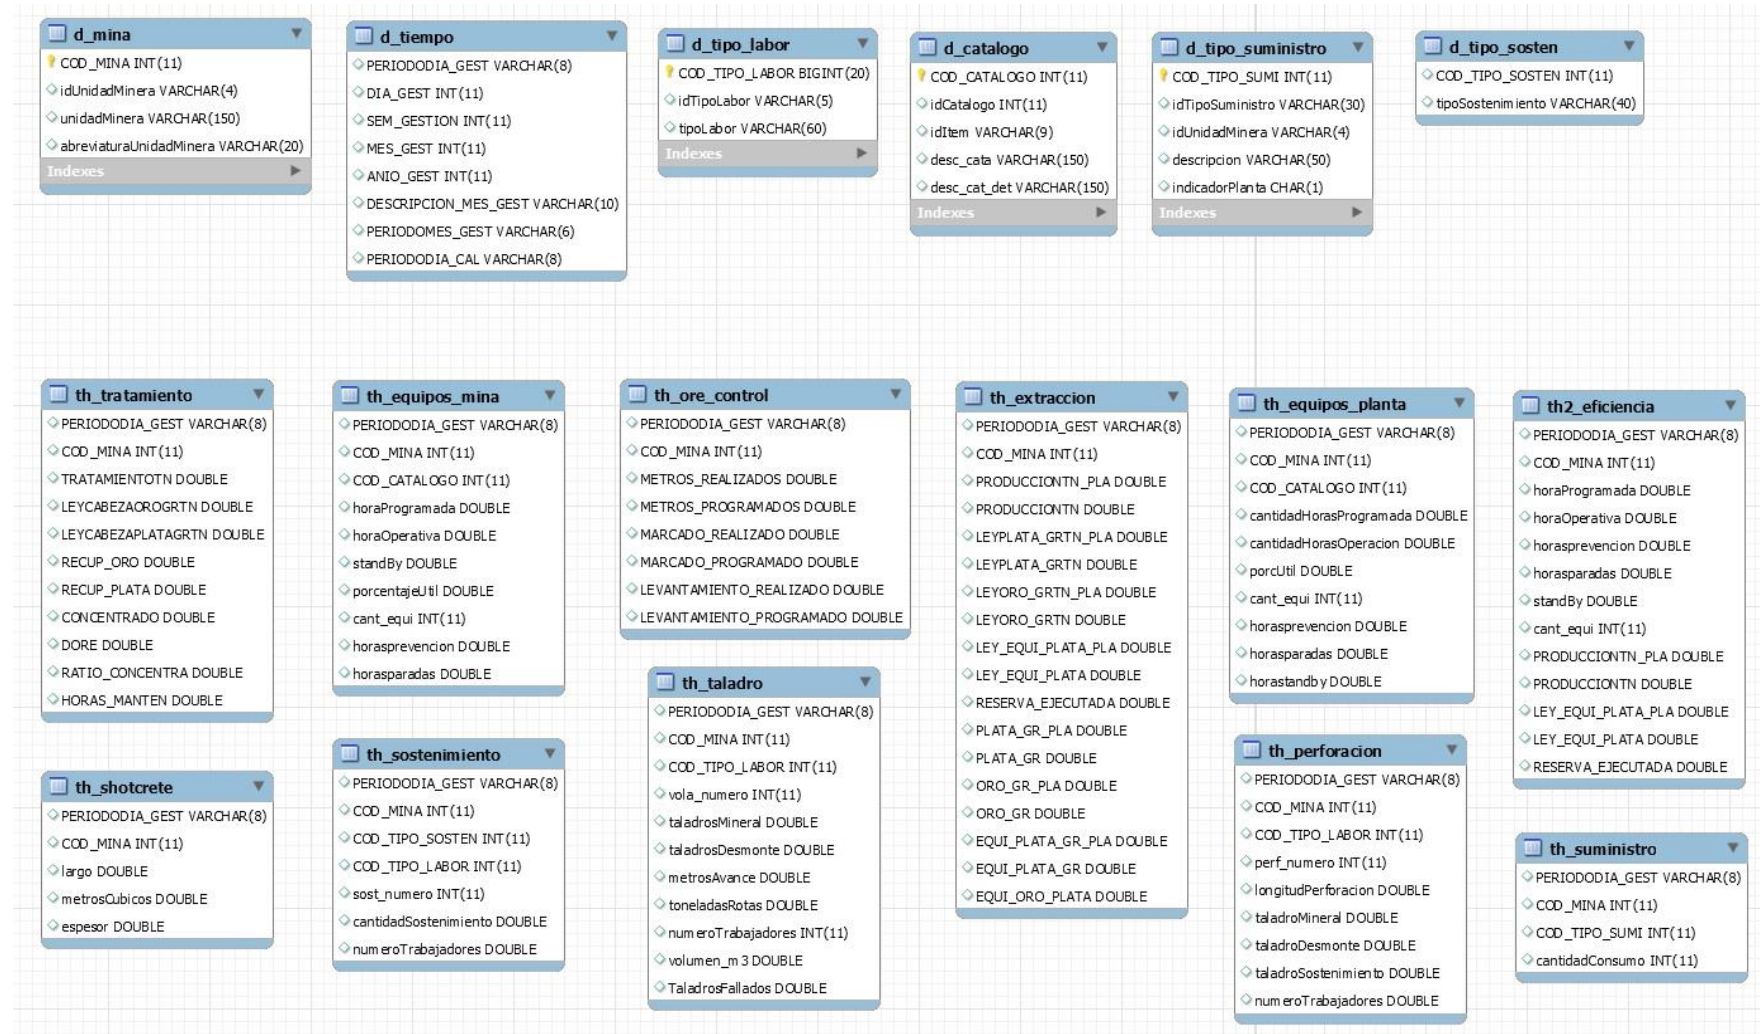 d_mina
COD_MINA INT(11)
idUnidadMinera VARCHAR(4)
unidadMinera VARCHAR(150)
abreviaturaUnidadMinera VARCHAR(20)
Indexes
d_tiempo
PERIODODIA_GEST VARCHAR(8)
DIA_GEST INT(11)
SEM_GESTION INT(11)
MES_GEST INT(11)
ANIO_GEST INT(11)
DESCRIPCION_MES_GEST VARCHAR(10)
PERIODOMES_GEST VARCHAR(6)
PERIODODIA_CAL VARCHAR(8)
d_tipo_labor
COD_TIPO_LABOR BIGINT(20)
idTipoLabor VARCHAR(5)
tipoLabor VARCHAR(60)
Indexes
d_catalogo
COD_CATALOGO INT(11)
idCatalogo INT(11)
idItem VARCHAR(9)
desc_cata VARCHAR(150)
desc_cat_det VARCHAR(150)
Indexes
d_tipo_suministro
COD_TIPO_SUMI INT(11)
idTipoSuministro VARCHAR(30)
idUnidadMinera VARCHAR(4)
descripcion VARCHAR(50)
indicadorPlanta CHAR(1)
Indexes
d_tipo_sosten
COD_TIPO_SOSTEN INT(11)
tipoSostenimiento VARCHAR(40)
th_tratamiento
PERIODODIA_GEST VARCHAR(8)
COD_MINA INT(11)
TRATAMIENTOTN DOUBLE
LEYCABEZAOROGRTN DOUBLE
LEYCABEZAPLATAGRTN DOUBLE
RECUP_ORO DOUBLE
RECUP_PLATA DOUBLE
CONCENTRADO DOUBLE
DORE DOUBLE
RATIO_CONCENTRA DOUBLE
HORAS_MANTEN DOUBLE
th_equipos_mina
PERIODODIA_GEST VARCHAR(8)
COD_MINA INT(11)
COD_CATALOGO INT(11)
horaProgramada DOUBLE
horaOperativa DOUBLE
standBy DOUBLE
porcentajeUtil DOUBLE
cant_equi INT(11)
horasprevencion DOUBLE
horasparadas DOUBLE
th_ore_control
PERIODODIA_GEST VARCHAR(8)
COD_MINA INT(11)
METROS_REALIZADOS DOUBLE
METROS_PROGRAMADOS DOUBLE
MARCADO_REALIZADO DOUBLE
MARCADO_PROGRAMADO DOUBLE
LEVANTAMIENTO_REALIZADO DOUBLE
LEVANTAMIENTO_PROGRAMADO DOUBLE
th_extraccion
PERIODODIA_GEST VARCHAR(8)
COD_MINA INT(11)
PRODUCCIONTN_PLA DOUBLE
PRODUCCIONTN DOUBLE
LEYPLATA_GRTN_PLA DOUBLE
LEYPLATA_GRTN DOUBLE
LEYORO_GRTN_PLA DOUBLE
LEYORO_GRTN DOUBLE
LEY_EQUI_PLATA_PLA DOUBLE
LEY_EQUI_PLATA DOUBLE
RESERVA_EJECUTADA DOUBLE
PLATA_GR_PLA DOUBLE
PLATA_GR DOUBLE
ORO_GR_PLA DOUBLE
ORO_GR DOUBLE
EQUI_PLATA_GR_PLA DOUBLE
EQUI_PLATA_GR DOUBLE
EQUI_ORO_PLATA DOUBLE
th_equipos_planta
PERIODODIA_GEST VARCHAR(8)
COD_MINA INT(11)
COD_CATALOGO INT(11)
cantidadHorasProgramada DOUBLE
cantidadHorasOperacion DOUBLE
porcUtil DOUBLE
cant_equi INT(11)
horasprevencion DOUBLE
horasparadas DOUBLE
horastandby DOUBLE
th2_eficiencia
PERIODODIA_GEST VARCHAR(8)
COD_MINA INT(11)
horaProgramada DOUBLE
horaOperativa DOUBLE
horasprevencion DOUBLE
horasparadas DOUBLE
standBy DOUBLE
cant_equi INT(11)
PRODUCCIONTN_PLA DOUBLE
PRODUCCIONTN DOUBLE
LEY_EQUI_PLATA_PLA DOUBLE
LEY_EQUI_PLATA DOUBLE
RESERVA_EJECUTADA DOUBLE
th_shotcrete
PERIODODIA_GEST VARCHAR(8)
COD_MINA INT(11)
largo DOUBLE
metrosCubicos DOUBLE
espesor DOUBLE
th_sostenimiento
PERIODODIA_GEST VARCHAR(8)
COD_MINA INT(11)
COD_TIPO_SOSTEN INT(11)
COD_TIPO_LABOR INT(11)
sost_numero INT(11)
cantidadSostenimiento DOUBLE
numeroTrabajadores DOUBLE
th_taladro
PERIODODIA_GEST VARCHAR(8)
COD_MINA INT(11)
COD_TIPO_LABOR INT(11)
vola_numero INT(11)
taladrosMineral DOUBLE
taladrosDesmonte DOUBLE
metrosAvance DOUBLE
toneladasRotas DOUBLE
numeroTrabajadores INT(11)
volumen_m3 DOUBLE
TaladrosFallados DOUBLE
th_perforacion
PERIODODIA_GEST VARCHAR(8)
COD_MINA INT(11)
COD_TIPO_LABOR INT(11)
perf_numero INT(11)
longitudPerforacion DOUBLE
taladroMineral DOUBLE
taladroDesmonte DOUBLE
taladroSostenimiento DOUBLE
numeroTrabajadores DOUBLE
th_suministro
PERIODODIA_GEST VARCHAR(8)
COD_MINA INT(11)
COD_TIPO_SUMI INT(11)
cantidadConsumo INT(11)